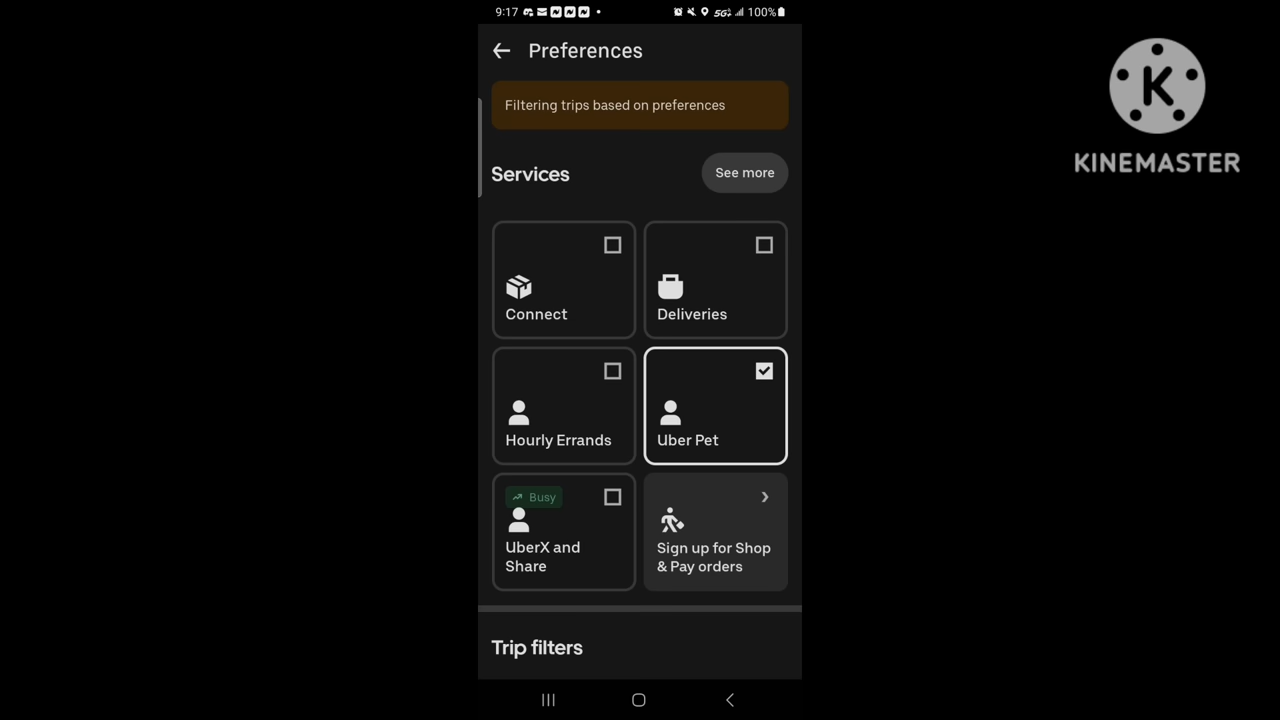 9:17
5G+
100%
Preferences
Filtering trips based on preferences
Services
See more
Connect
Deliveries
Hourly Errands
Uber Pet
Busy
UberX and
Share
Sign up for Shop
& Pay orders
Trip filters
K
KINEMASTER